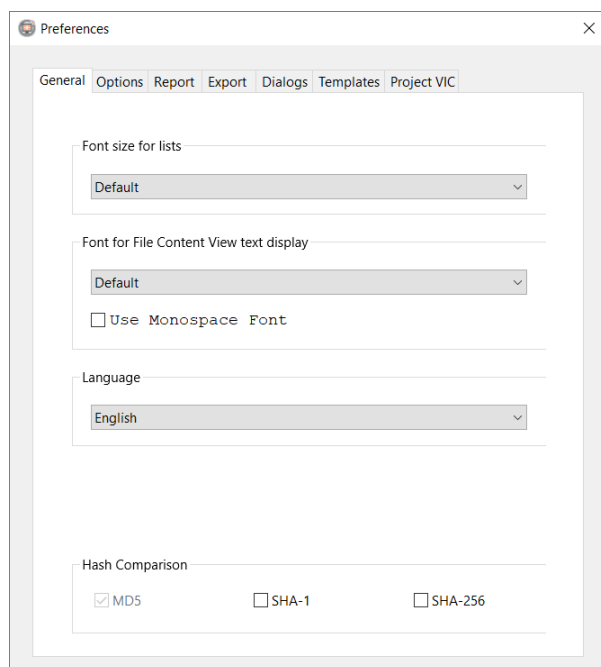 Preferences
General Options Report Export Dialogs Templates Project VIC
Font size for lists
Default
Font for File Content View text display
Default
Use Monospace Font
Language
English
Hash Comparison
MD5 SHA-1 SHA-256